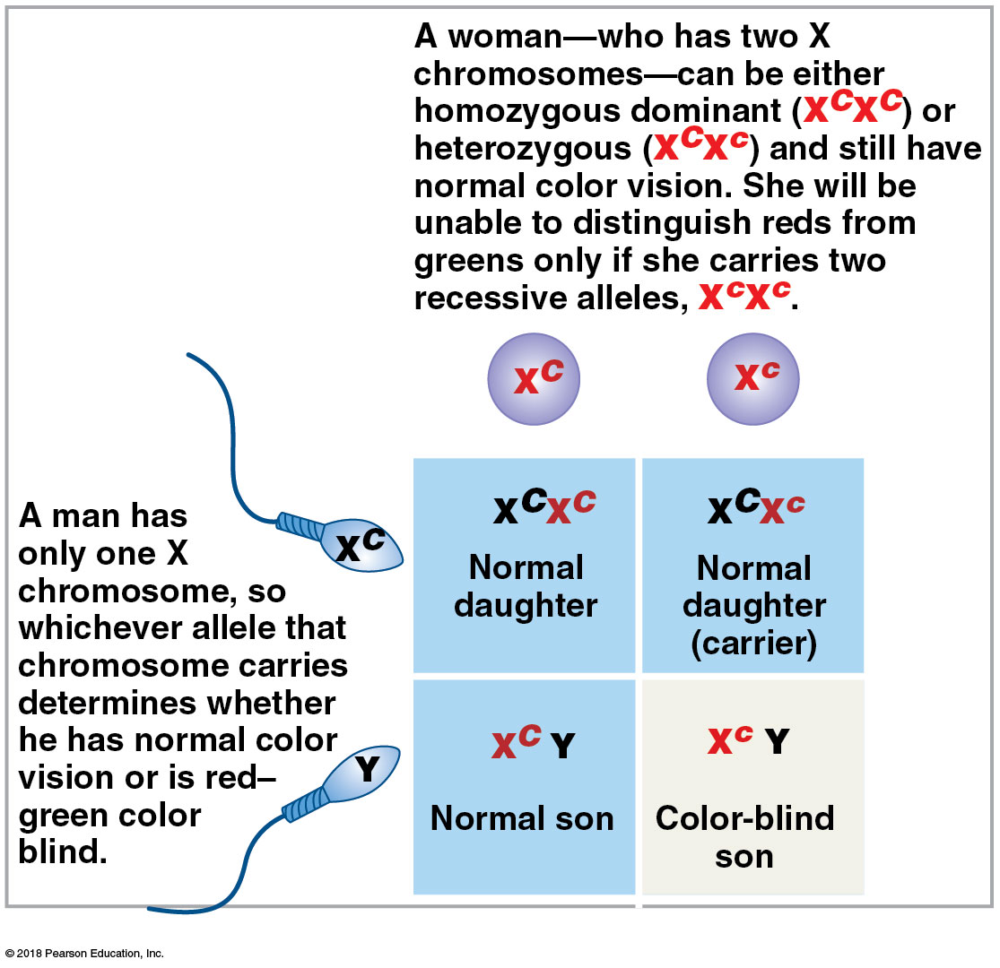 A woman—who has two X
chromosomes—can be either
homozygous dominant (XCXC) or
heterozygous (XCXc) and still have
normal color vision. She will be
unable to distinguish reds from
greens only if she carries two
recessive alleles, XcXc.
XC
Xc
A man has
only one X
chromosome, so
whichever allele that
chromosome carries
determines whether
he has normal color
vision or is red–
green color
blind.
XC
XCXC
Normal
daughter
XCXc
Normal
daughter
(carrier)
Y
XC Y
Normal son
Xc Y
Color-blind
son
© 2018 Pearson Education, Inc.